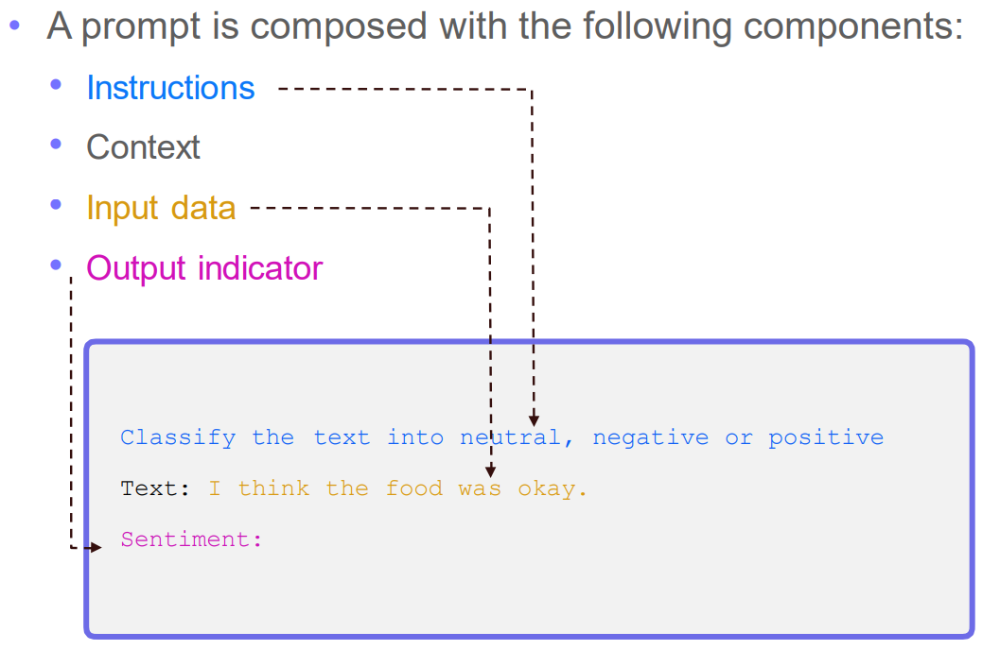 • A prompt is composed with the following components:
• Instructions
• Context
• Input data
• Output indicator
Classify the text into neutral, negative or positive
Text: I think the food was okay.
Sentiment: